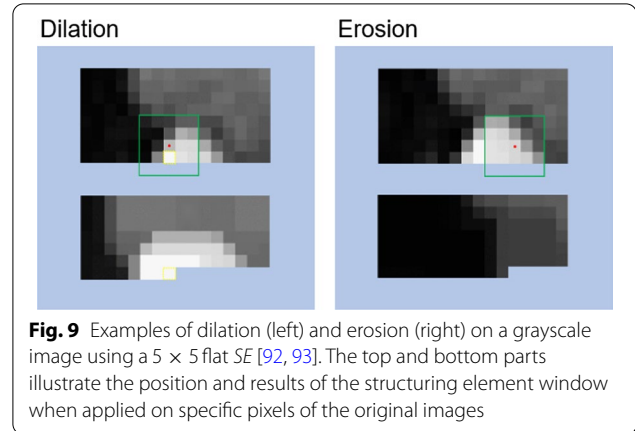 Dilation Erosion
Fig. 9 Examples of dilation (left) and erosion (right) on a grayscale
image using a 5 × 5 flat SE [92, 93]. The top and bottom parts
illustrate the position and results of the structuring element window
when applied on specific pixels of the original images